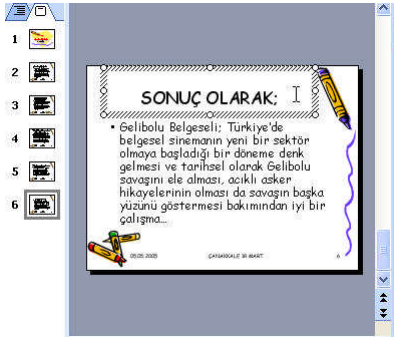 1
2
3
4
5
6
SONUÇ OLARAK;
• Gelibolu Belgeseli; Türkiye'de
belgesel sinemanın yeni bir sektör
olmaya başladığı bir döneme denk
gelmesi ve tarihsel olarak Gelibolu
savaşını ele alması, acıklı asker
hikayelerinin olması da savaşın başka
yüzünü göstermesi bakımından iyi bir
çalışma...
05.05.2005 ÇANAKKALE 18 MART 6